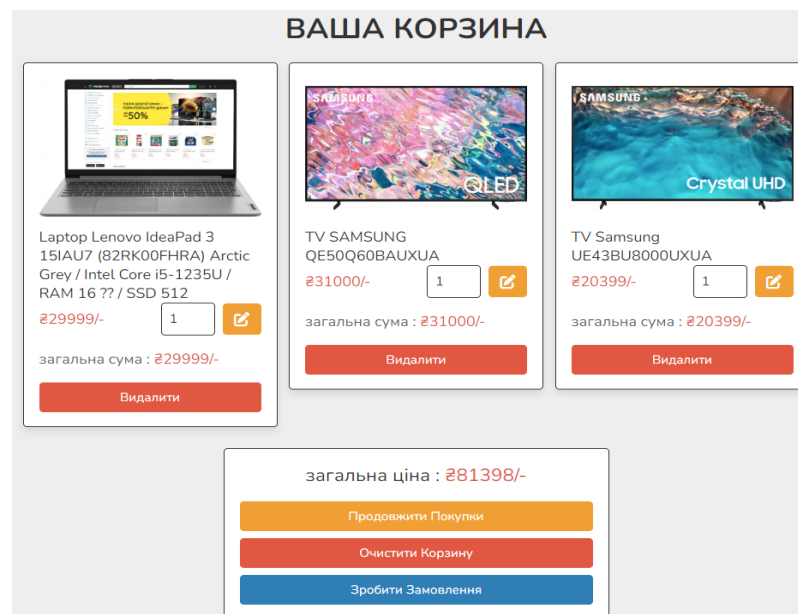 ВАША КОРЗИНА
-50%
Laptop Lenovo IdeaPad 3
15IAU7 (82RK00FHRA) Arctic
Grey / Intel Core i5-1235U /
RAM 16 ?? / SSD 512
₴29999/-
1
загальна сума : ₴29999/-
Видалити
SAMSUNG
QLED
TV SAMSUNG
QE50Q60BAUXUA
₴31000/-
1
загальна сума : ₴31000/-
Видалити
SAMSUNG
Crystal UHD
TV Samsung
UE43BU8000UXUA
₴20399/-
1
загальна сума : ₴20399/-
Видалити
загальна ціна : ₴81398/-
Продовжити Покупки
Очистити Корзину
Зробити Замовлення